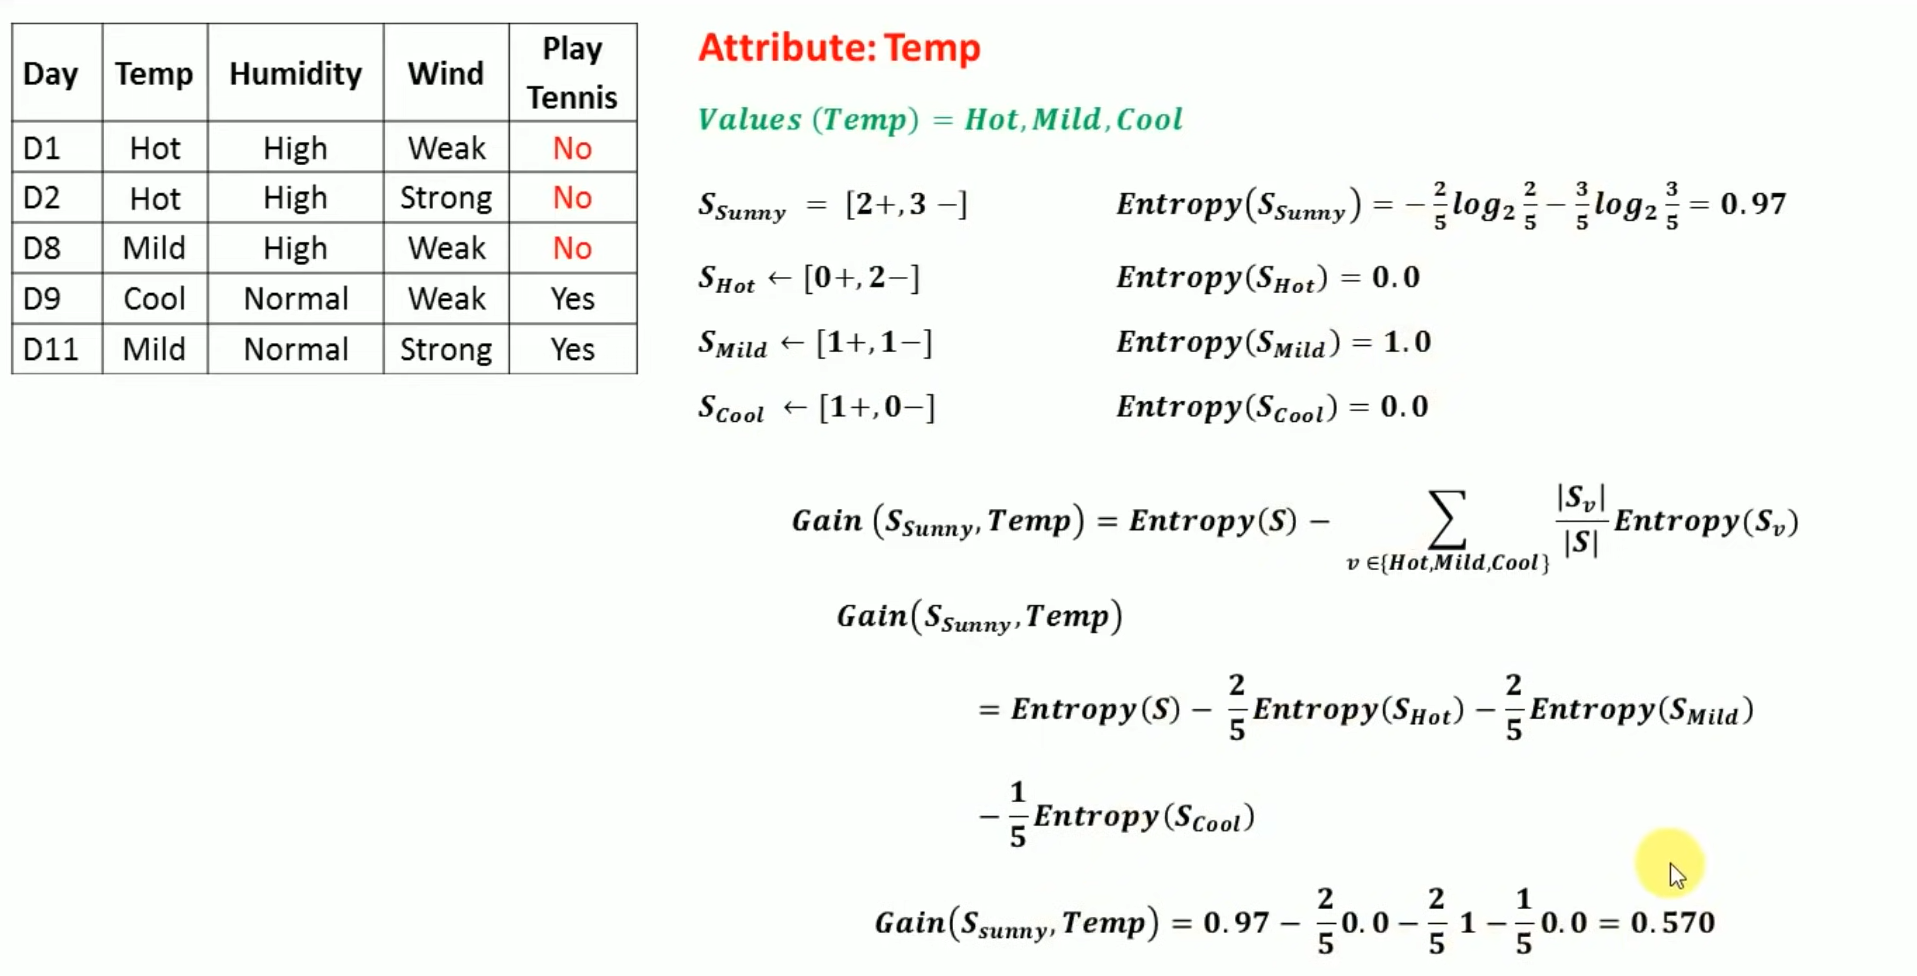 Day Temp Humidity Wind Play Tennis
D1 Hot High Weak No
D2 Hot High Strong No
D8 Mild High Weak No
D9 Cool Normal Weak Yes
D11 Mild Normal Strong Yes
Attribute: Temp
Values (Temp) = Hot, Mild, Cool
S_Sunny = [2+, 3 −] Entropy(S_Sunny) = −2/5 log₂ 2/5 − 3/5 log₂ 3/5 = 0.97
S_Hot ← [0+, 2−] Entropy(S_Hot) = 0.0
S_Mild ← [1+, 1−] Entropy(S_Mild) = 1.0
S_Cool ← [1+, 0−] Entropy(S_Cool) = 0.0
Gain (S_Sunny, Temp) = Entropy(S) − ∑ v ∈{Hot,Mild,Cool} |S_v|/|S| Entropy(S_v)
Gain(S_Sunny, Temp)
= Entropy(S) − 2/5 Entropy(S_Hot) − 2/5 Entropy(S_Mild)
− 1/5 Entropy(S_Cool)
Gain(S_sunny, Temp) = 0.97 − 2/5 0.0 − 2/5 1 − 1/5 0.0 = 0.570